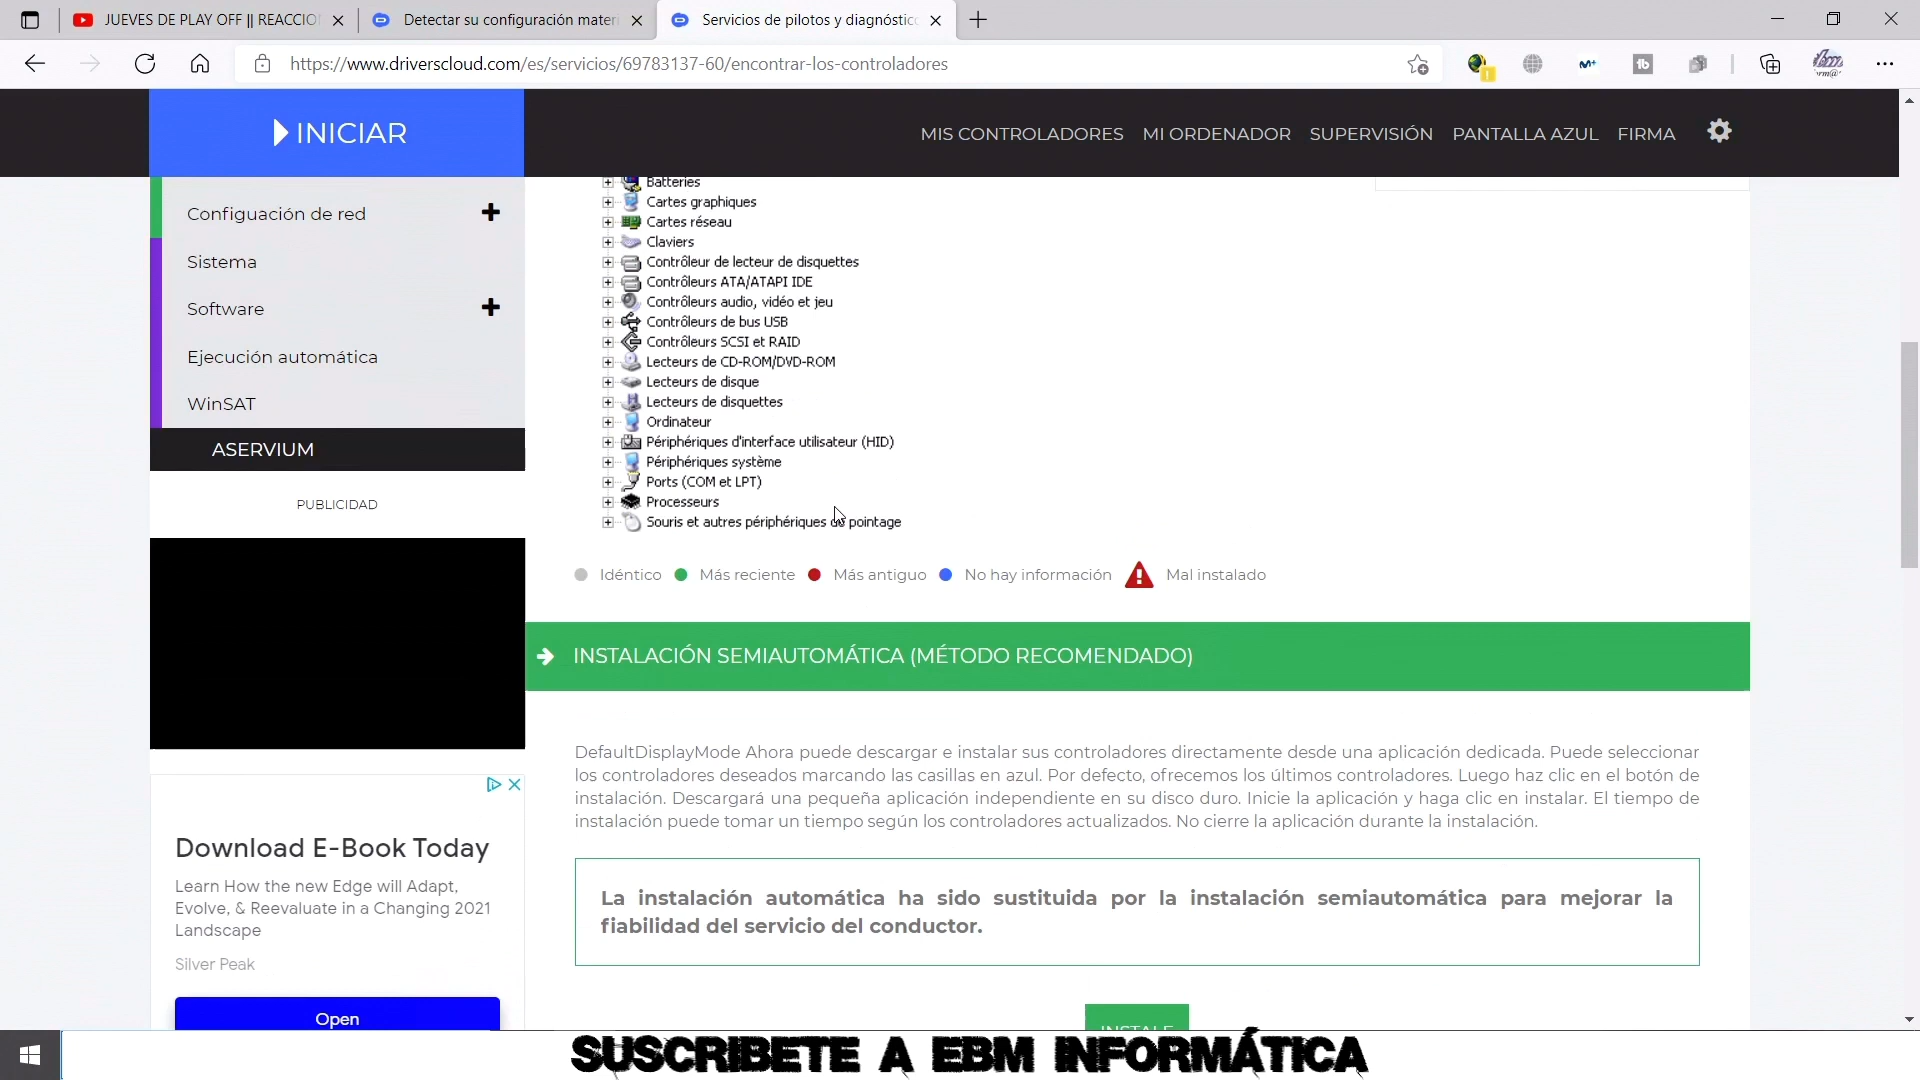 JUEVES DE PLAY OFF || REACCIO
Detectar su configuración mater
Servicios de pilotos y diagnóstic
https://www.driverscloud.com/es/servicios/69783137-60/encontrar-los-controladores
INICIAR
MIS CONTROLADORES
MI ORDENADOR
SUPERVISIÓN
PANTALLA AZUL
FIRMA
Configuación de red
Sistema
Software
Ejecución automática
WinSAT
ASERVIUM
PUBLICIDAD
Download E-Book Today
Learn How the new Edge will Adapt,
Evolve, & Reevaluate in a Changing 2021
Landscape
Silver Peak
Open
Batteries
Cartes graphiques
Cartes réseau
Claviers
Contrôleur de lecteur de disquettes
Contrôleurs ATA/ATAPI IDE
Contrôleurs audio, vidéo et jeu
Contrôleurs de bus USB
Contrôleurs SCSI et RAID
Lecteurs de CD-ROM/DVD-ROM
Lecteurs de disque
Lecteurs de disquettes
Ordinateur
Périphériques d'interface utilisateur (HID)
Périphériques système
Ports (COM et LPT)
Processeurs
Souris et autres périphériques de pointage
Idéntico
Más reciente
Más antiguo
No hay información
Mal instalado
INSTALACIÓN SEMIAUTOMÁTICA (MÉTODO RECOMENDADO)
DefaultDisplayMode Ahora puede descargar e instalar sus controladores directamente desde una aplicación dedicada. Puede seleccionar
los controladores deseados marcando las casillas en azul. Por defecto, ofrecemos los últimos controladores. Luego haz clic en el botón de
instalación. Descargará una pequeña aplicación independiente en su disco duro. Inicie la aplicación y haga clic en instalar. El tiempo de
instalación puede tomar un tiempo según los controladores actualizados. No cierre la aplicación durante la instalación.
La instalación automática ha sido sustituida por la instalación semiautomática para mejorar la
fiabilidad del servicio del conductor.
INSTALE
SUSCRIBETE A EBM INFORMÁTICA